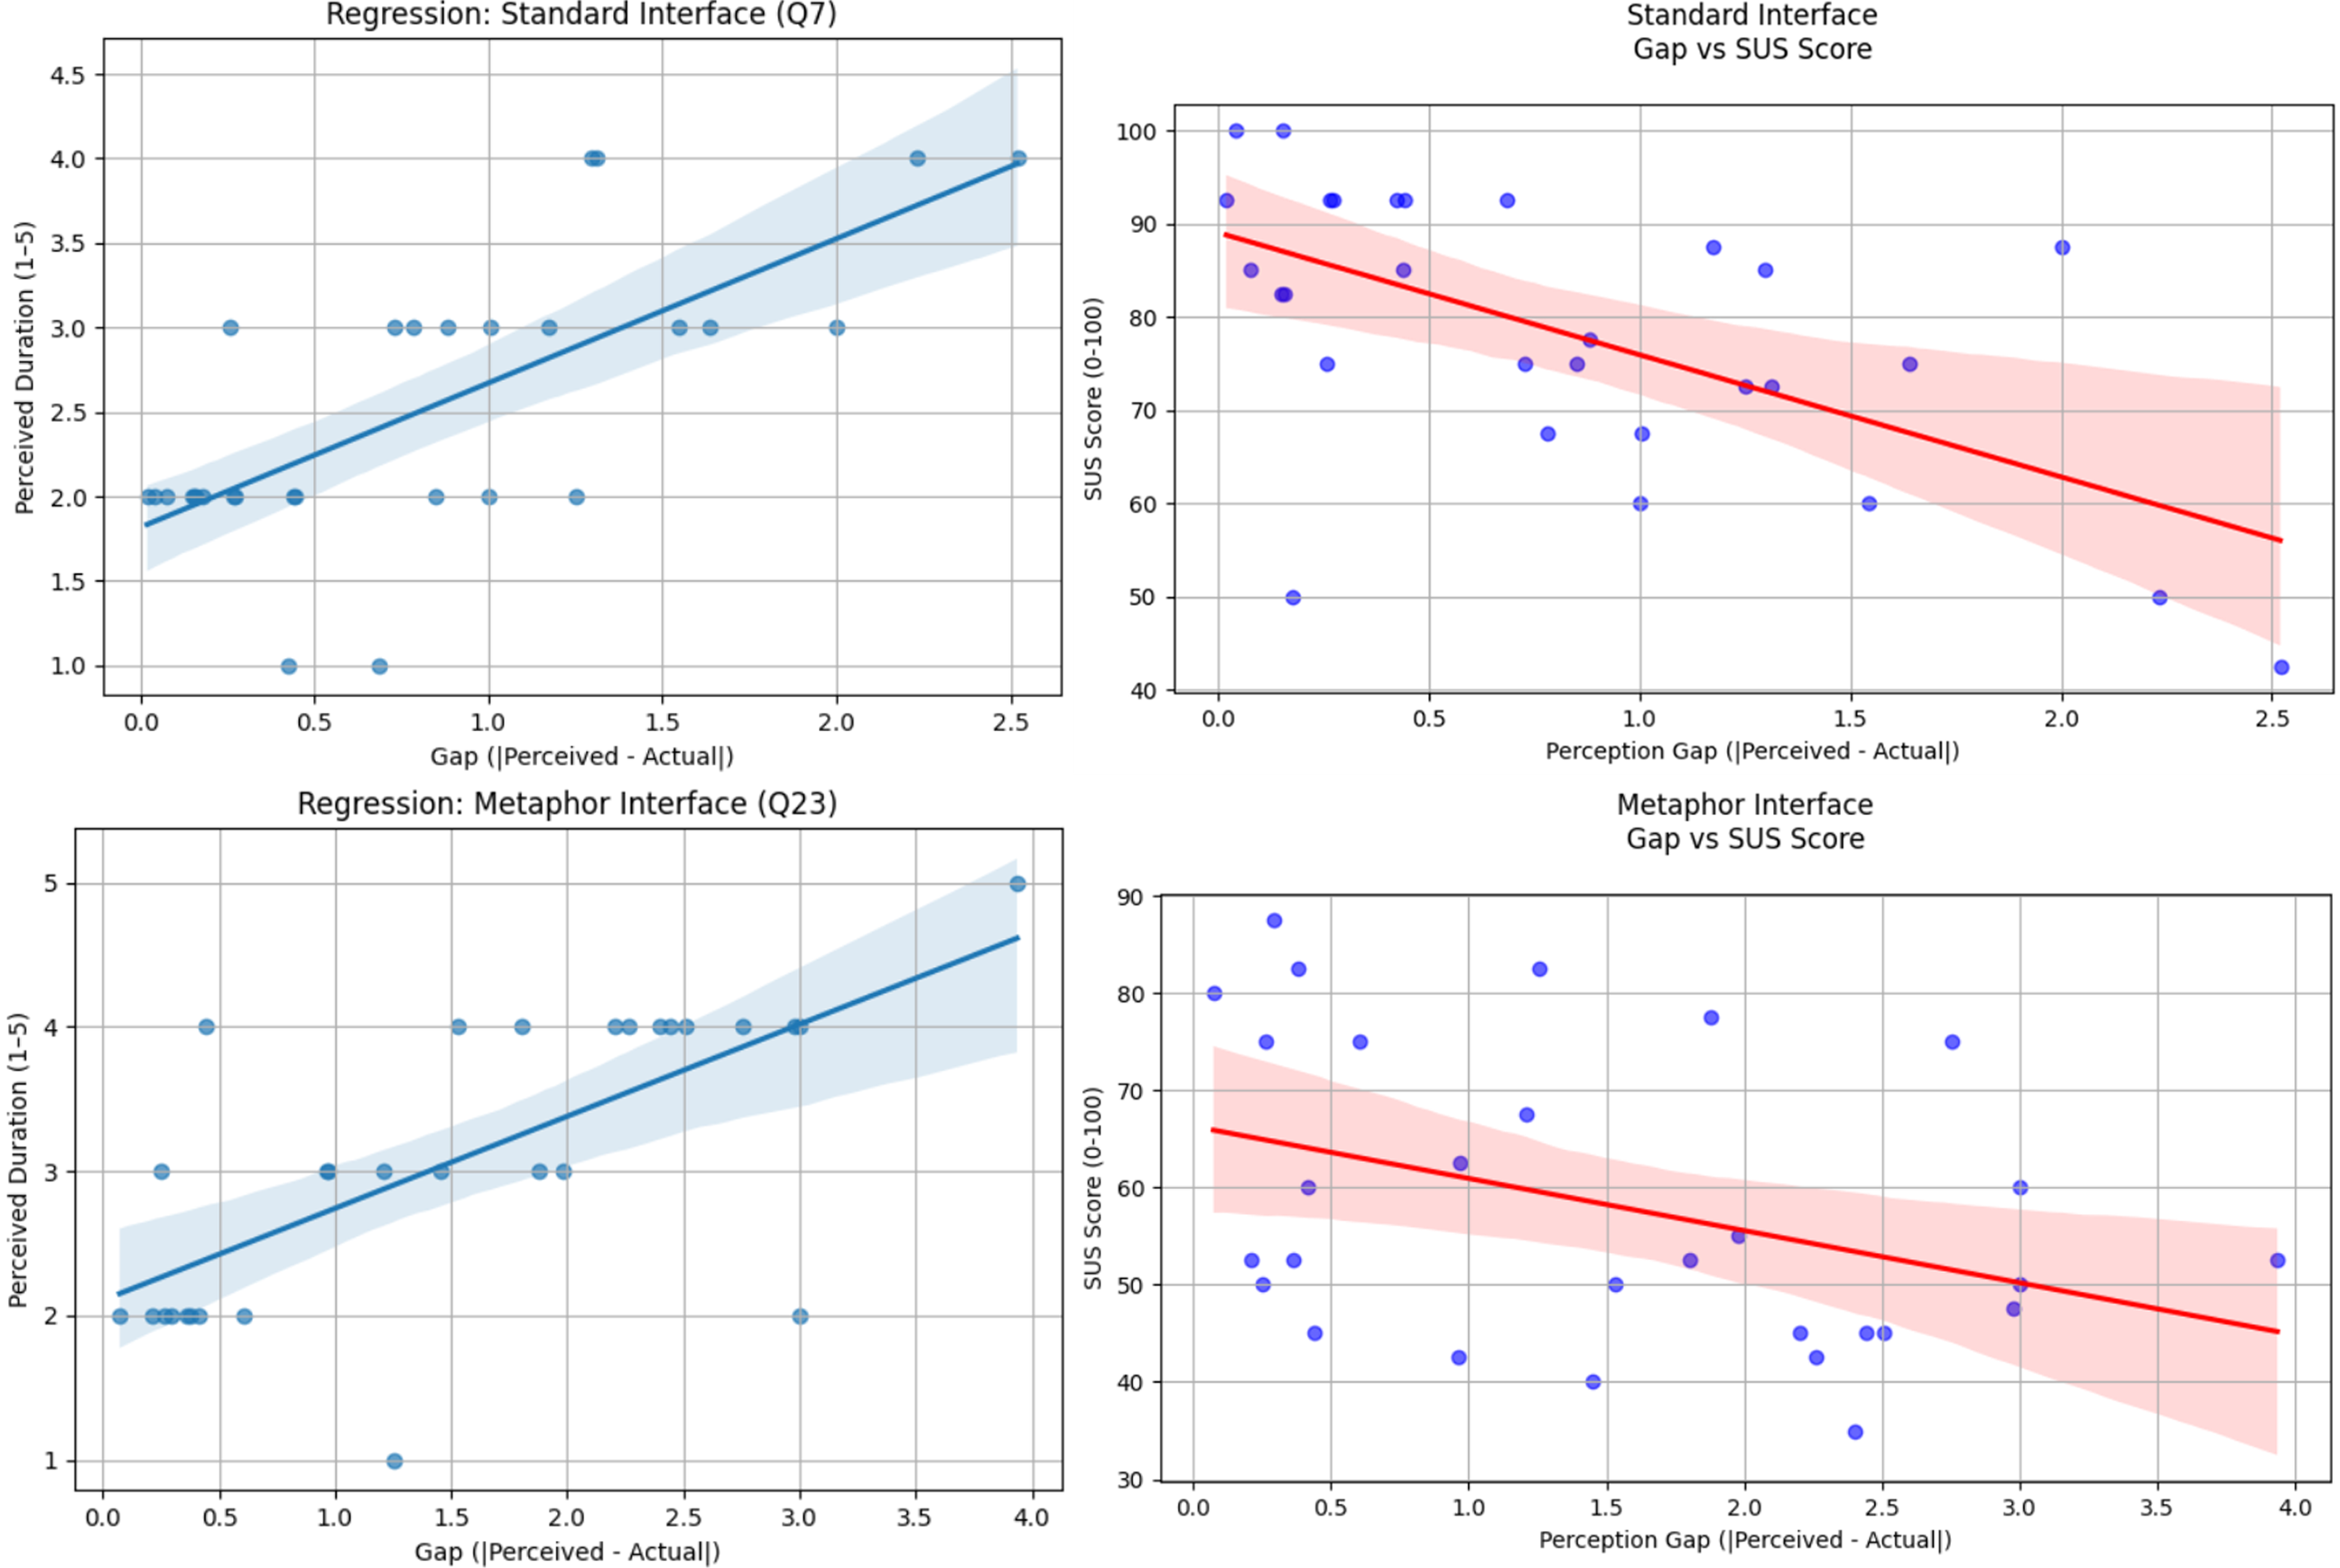 Regression: Standard Interface (Q7)
4.5
4.0
3.5
3.0
2.5
2.0
1.5
1.0
Perceived Duration (1–5)
0.0 0.5 1.0 1.5 2.0 2.5
Gap (|Perceived - Actual|)
Standard Interface
Gap vs SUS Score
100
90
80
70
60
50
40
SUS Score (0-100)
0.0 0.5 1.0 1.5 2.0 2.5
Perception Gap (|Perceived - Actual|)
Regression: Metaphor Interface (Q23)
5
4
3
2
1
Perceived Duration (1–5)
0.0 0.5 1.0 1.5 2.0 2.5 3.0 3.5 4.0
Gap (|Perceived - Actual|)
Metaphor Interface
Gap vs SUS Score
90
80
70
60
50
40
30
SUS Score (0-100)
0.0 0.5 1.0 1.5 2.0 2.5 3.0 3.5 4.0
Perception Gap (|Perceived - Actual|)